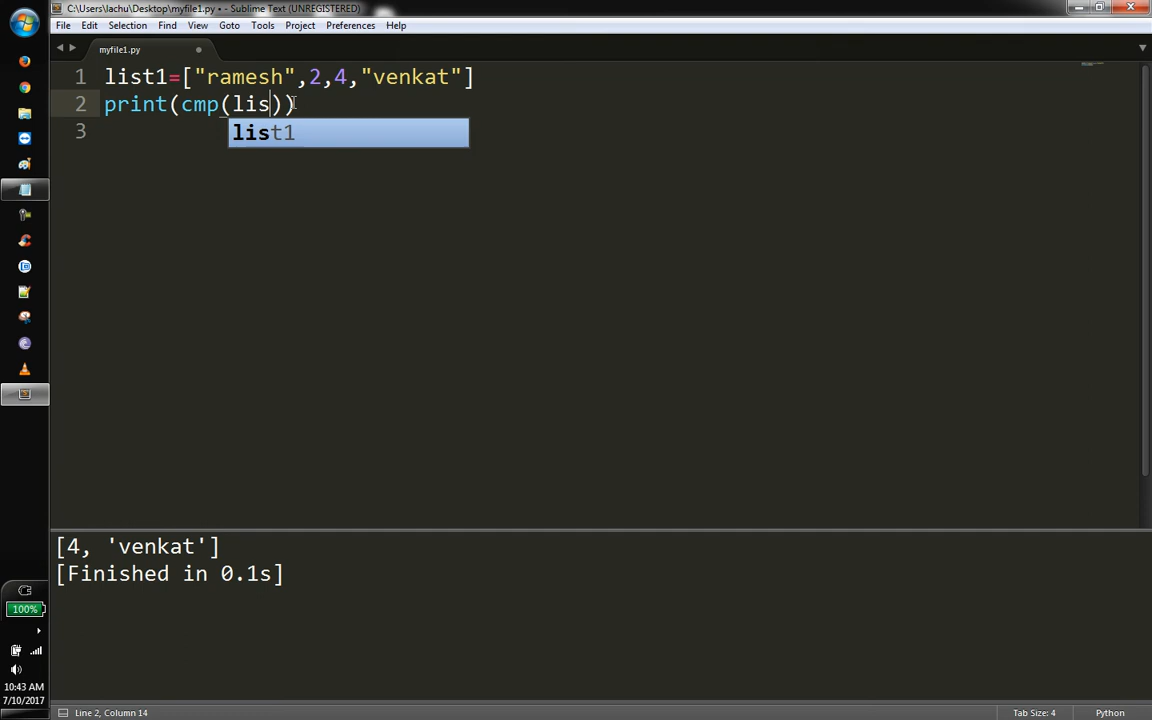 C:\Users\lachu\Desktop\myfile1.py • - Sublime Text (UNREGISTERED)
File Edit Selection Find View Goto Tools Project Preferences Help
myfile1.py
1 list1=["ramesh",2,4,"venkat"]
2 print(cmp(lis))
list1
3
[4, 'venkat']
[Finished in 0.1s]
100%
10:43 AM
7/10/2017
Line 2, Column 14
Tab Size: 4
Python